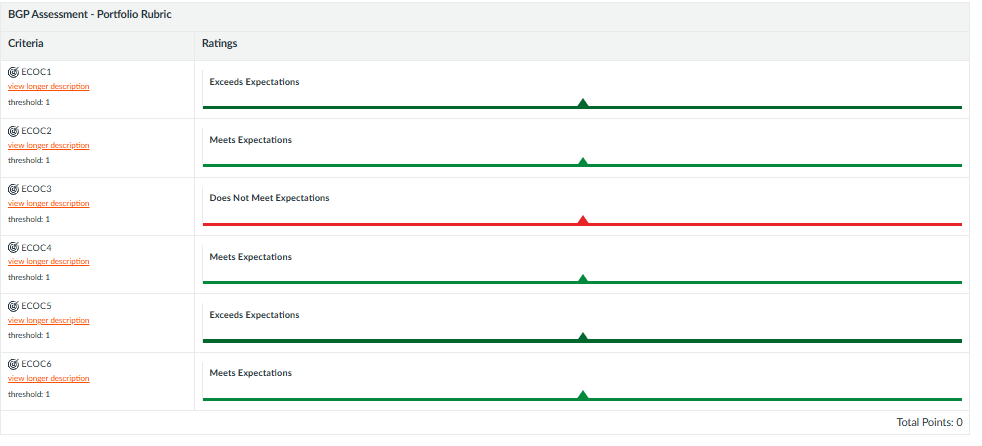 BGP Assessment - Portfolio Rubric
Criteria
Ratings
ECOC1
view longer description
threshold: 1
Exceeds Expectations
ECOC2
view longer description
threshold: 1
Meets Expectations
ECOC3
view longer description
threshold: 1
Does Not Meet Expectations
ECOC4
view longer description
threshold: 1
Meets Expectations
ECOC5
view longer description
threshold: 1
Exceeds Expectations
ECOC6
view longer description
threshold: 1
Meets Expectations
Total Points: 0